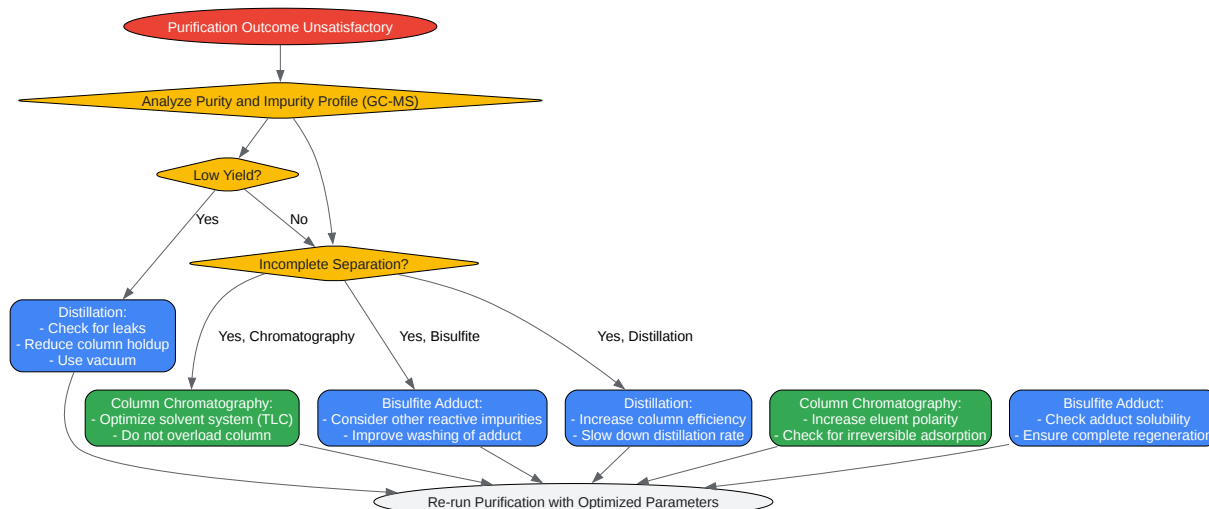 Purification Outcome Unsatisfactory
Analyze Purity and Impurity Profile (GC-MS)
Low Yield?
Yes
No
Incomplete Separation?
Distillation:
- Check for leaks
- Reduce column holdup
- Use vacuum
Yes, Chromatography
Yes, Bisulfite
Yes, Distillation
Column Chromatography:
- Optimize solvent system (TLC)
- Do not overload column
Bisulfite Adduct:
- Consider other reactive impurities
- Improve washing of adduct
Distillation:
- Increase column efficiency
- Slow down distillation rate
Column Chromatography:
- Increase eluent polarity
- Check for irreversible adsorption
Bisulfite Adduct:
- Check adduct solubility
- Ensure complete regeneration
Re-run Purification with Optimized Parameters